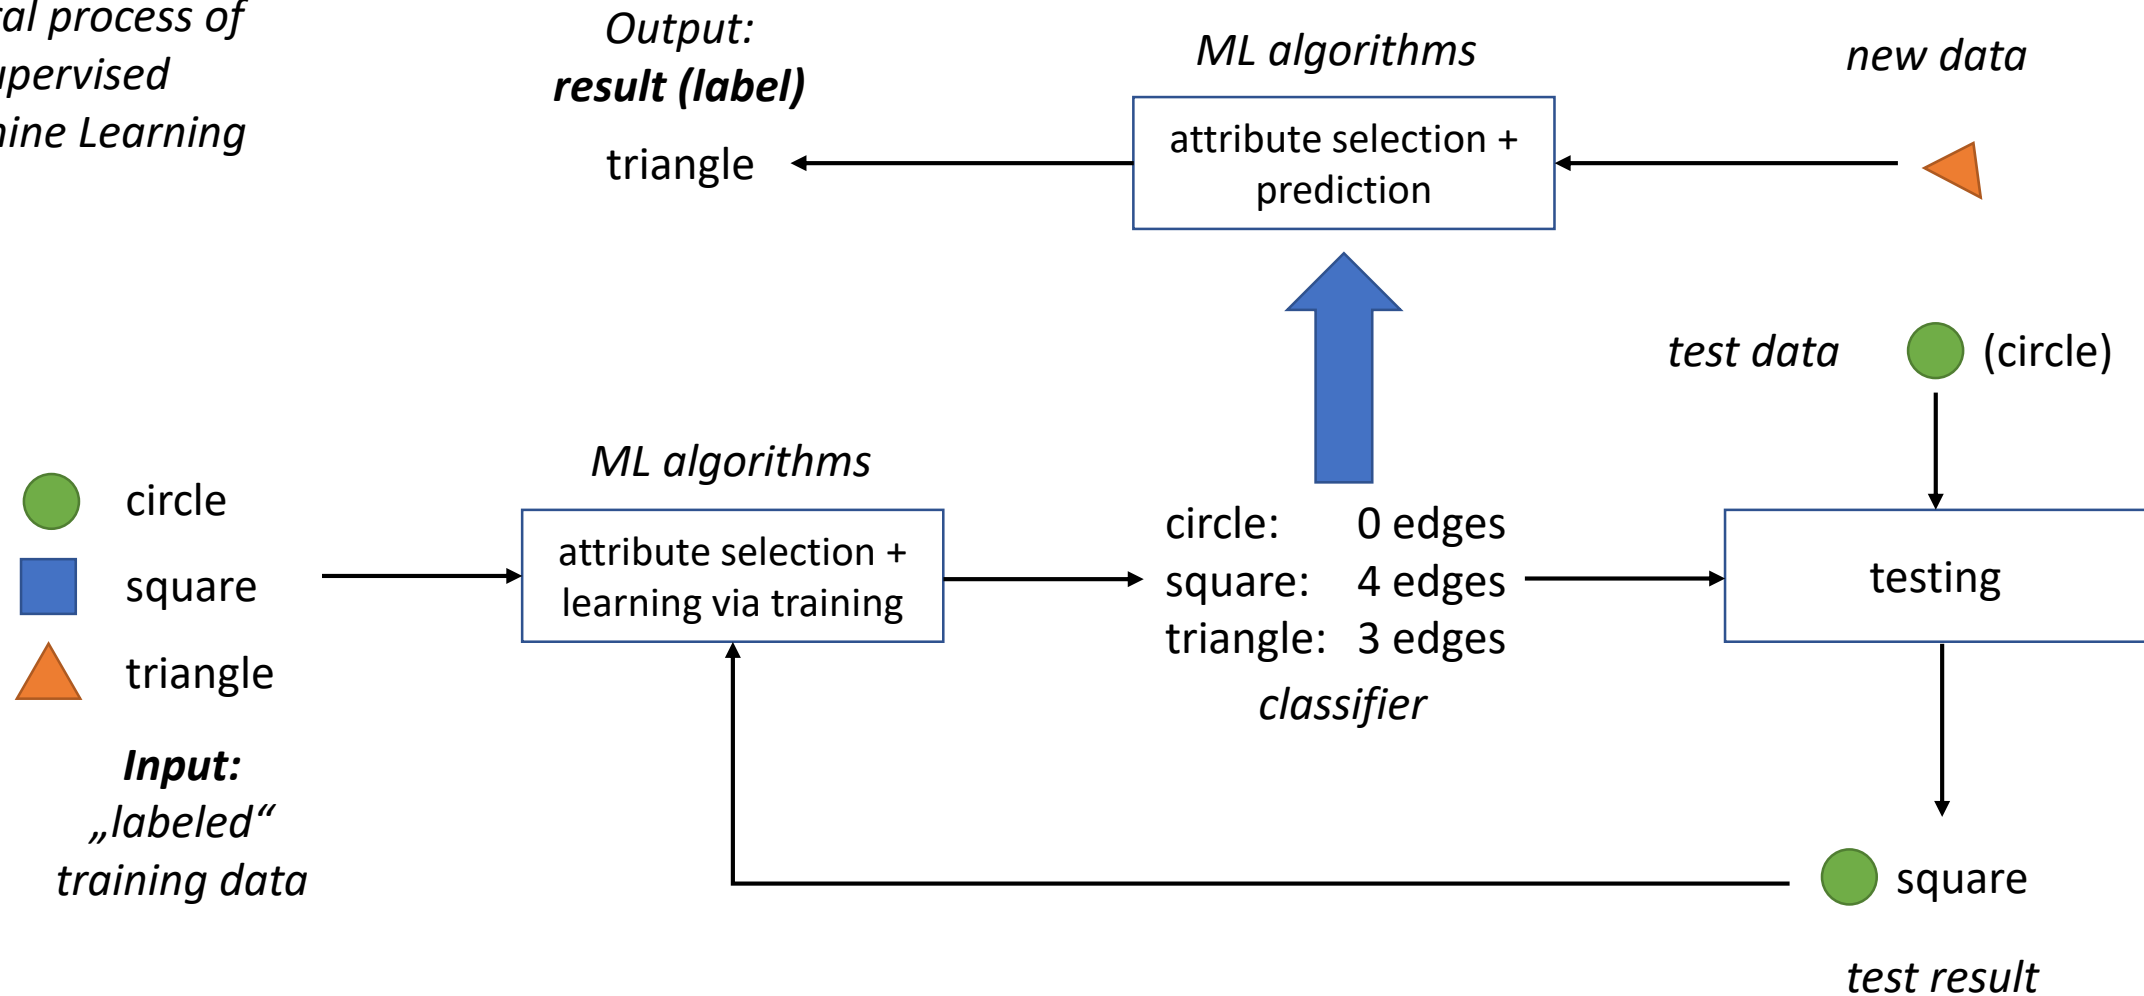 ral process of
upervised
hine Learning
Output:
result (label)
triangle
ML algorithms
attribute selection +
prediction
new data
test data
(circle)
circle
square
triangle
Input:
„labeled“
training data
ML algorithms
attribute selection +
learning via training
circle: 0 edges
square: 4 edges
triangle: 3 edges
classifier
testing
square
test result